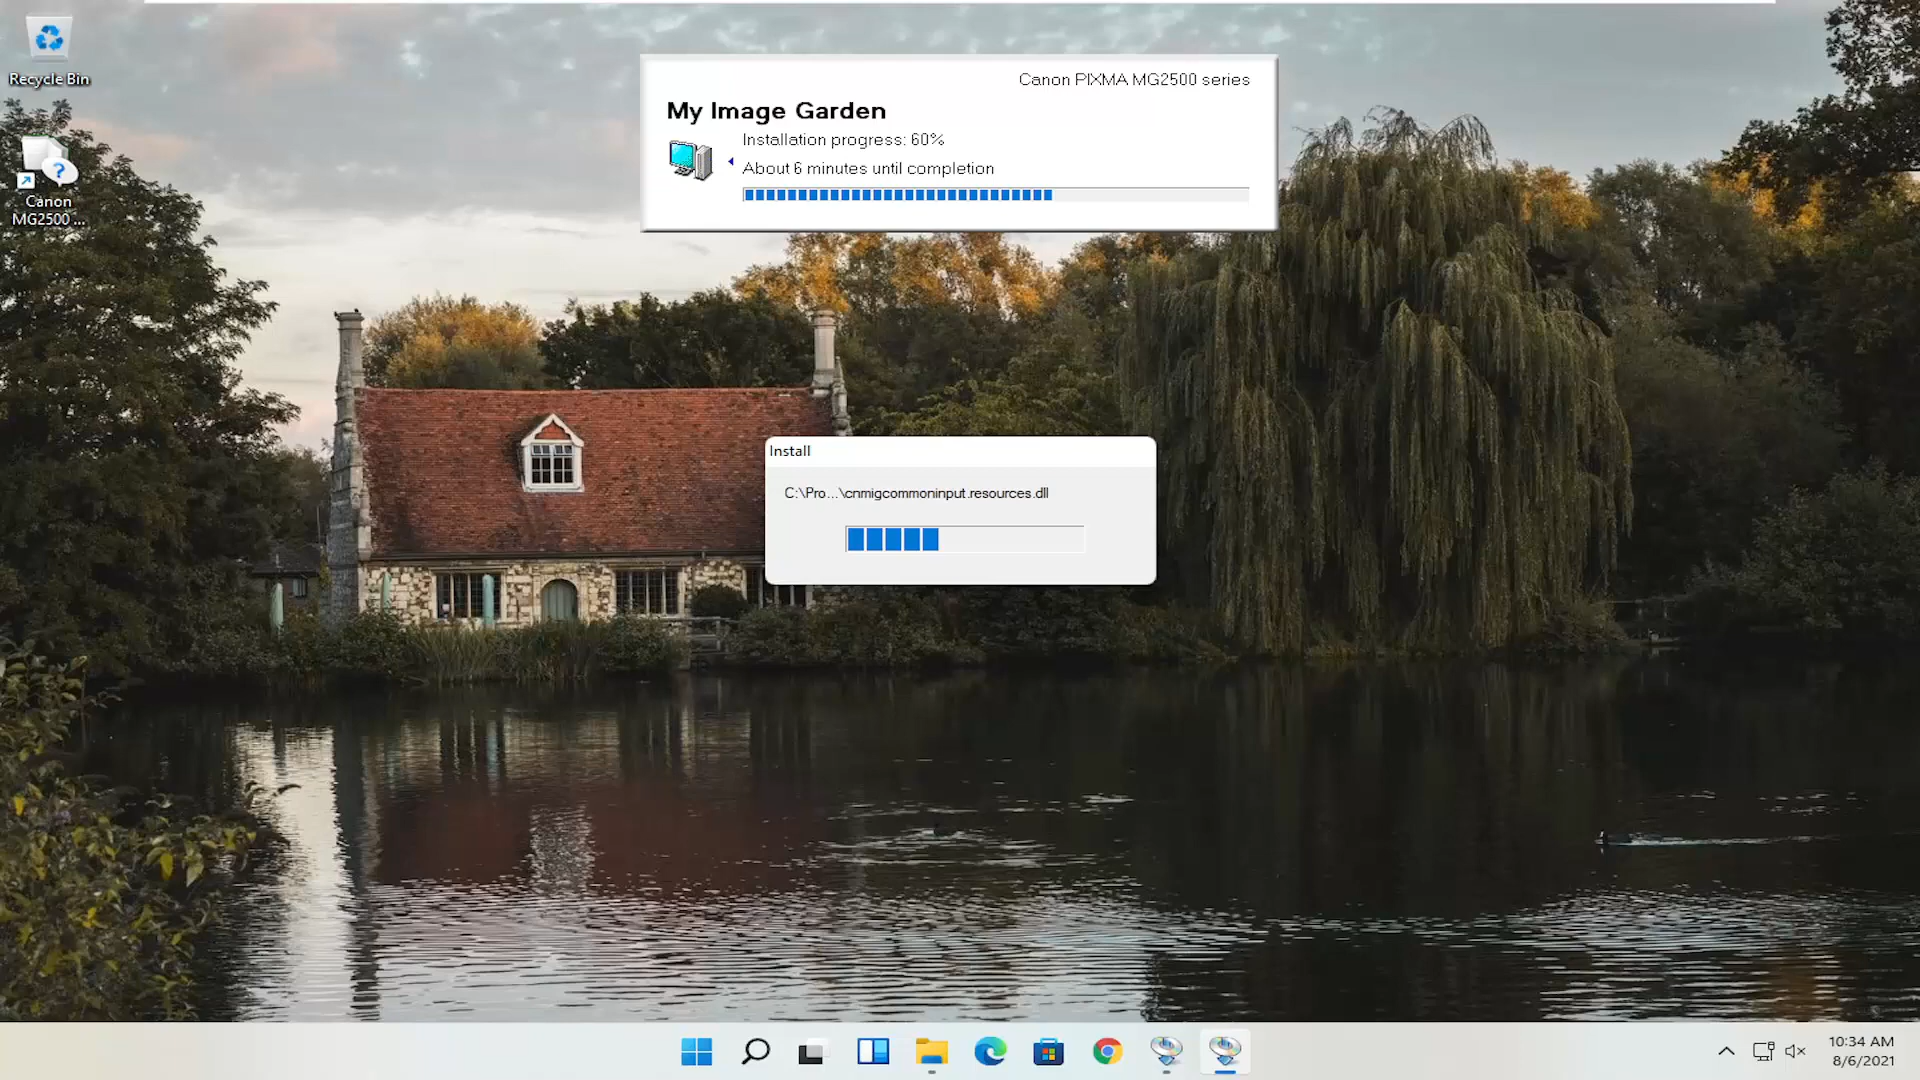 Recycle Bin
Canon
MG2500 ...
Canon PIXMA MG2500 series
My Image Garden
Installation progress: 60%
About 6 minutes until completion
Install
C:\Pro...\cnmigcommoninput.resources.dll
10:34 AM
8/6/2021